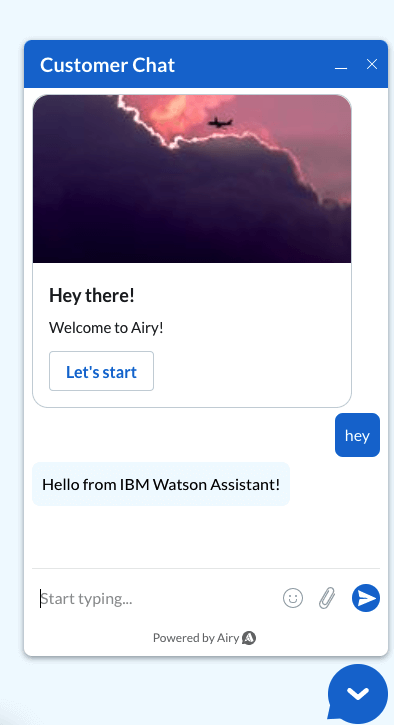 Customer Chat
Hey there!
Welcome to Airy!
Let's start
hey
Hello from IBM Watson Assistant!
Start typing...
Powered by Airy